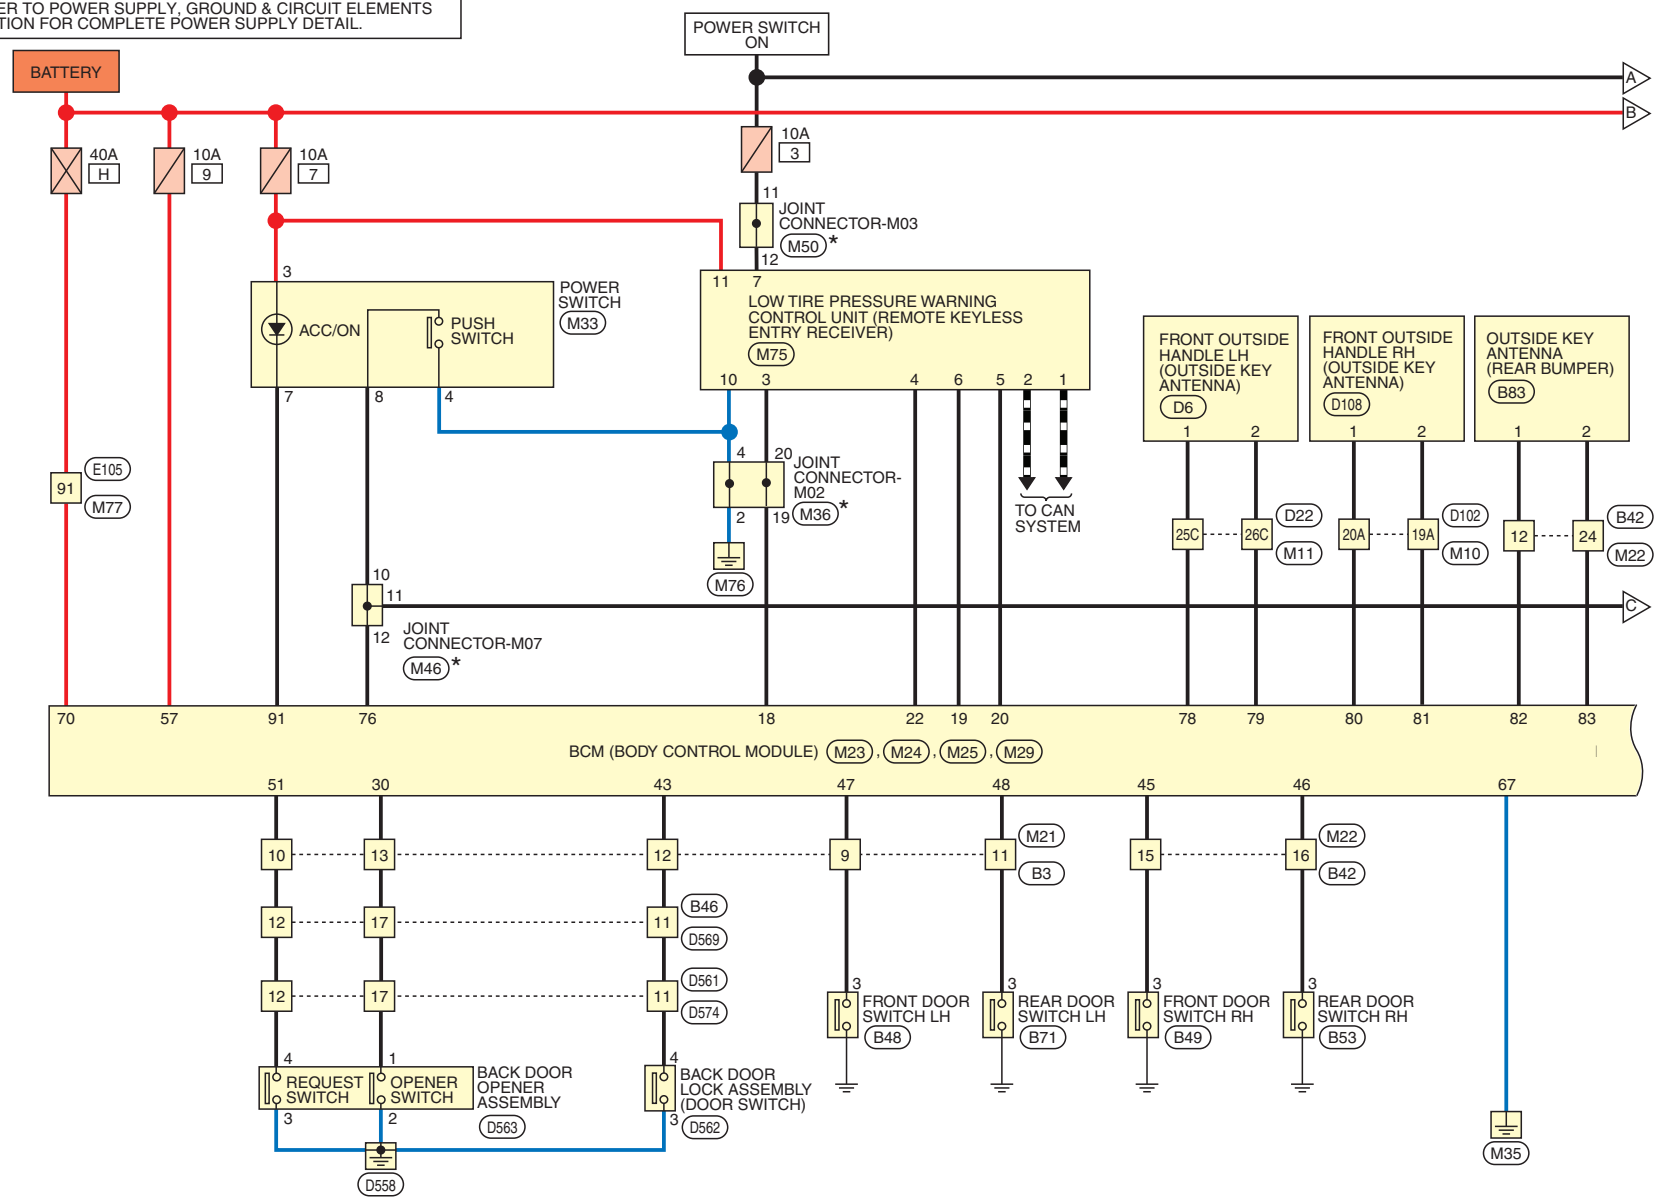 ER TO POWER SUPPLY, GROUND & CIRCUIT ELEMENTS
TION FOR COMPLETE POWER SUPPLY DETAIL.
POWER SWITCH
ON
BATTERY
A
B
40A
H
10A
9
10A
7
10A
3
11
JOINT
CONNECTOR-M03
M50 *
12
3
POWER
SWITCH
M33
ACC/ON
PUSH
SWITCH
7
8
4
11
7
LOW TIRE PRESSURE WARNING
CONTROL UNIT (REMOTE KEYLESS
ENTRY RECEIVER)
M75
10
3
4
6
5
2
1
FRONT OUTSIDE
HANDLE LH
(OUTSIDE KEY
ANTENNA)
D6
1
2
FRONT OUTSIDE
HANDLE RH
(OUTSIDE KEY
ANTENNA)
D108
1
2
OUTSIDE KEY
ANTENNA
(REAR BUMPER)
B83
1
2
91
E105
M77
4
20
JOINT
CONNECTOR-
M02
M36 *
2
19
M76
TO CAN
SYSTEM
25C
26C
D22
M11
20A
19A
D102
M10
12
24
B42
M22
10
11
12
JOINT
CONNECTOR-M07
M46 *
C
70
57
91
76
18
22
19
20
78
79
80
81
82
83
BCM (BODY CONTROL MODULE) M23 , M24 , M25 , M29
51
30
43
47
48
45
46
67
10
13
12
9
11
M21
B3
15
16
M22
B42
12
17
11
B46
D569
12
17
11
D561
D574
4
REQUEST
SWITCH
3
1
OPENER
SWITCH
2
BACK DOOR
OPENER
ASSEMBLY
D563
4
BACK DOOR
LOCK ASSEMBLY
(DOOR SWITCH)
3
D562
3
FRONT DOOR
SWITCH LH
B48
3
REAR DOOR
SWITCH LH
B71
3
FRONT DOOR
SWITCH RH
B49
3
REAR DOOR
SWITCH RH
B53
D558
M35